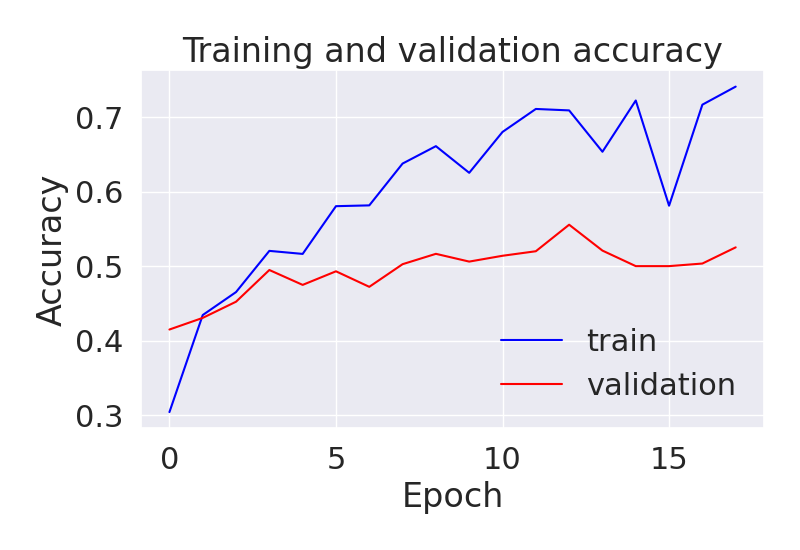 Training and validation accuracy
Accuracy
0.7
0.6
0.5
0.4
0.3
train
validation
0 5 10 15
Epoch